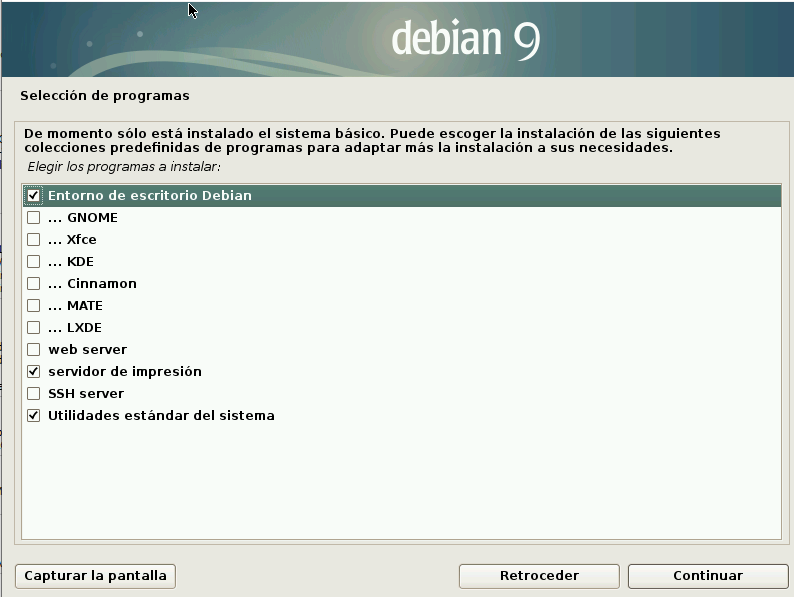 debian 9
Selección de programas
De momento sólo está instalado el sistema básico. Puede escoger la instalación de las siguientes
colecciones predefinidas de programas para adaptar más la instalación a sus necesidades.
Elegir los programas a instalar:
Entorno de escritorio Debian
... GNOME
... Xfce
... KDE
... Cinnamon
... MATE
... LXDE
web server
servidor de impresión
SSH server
Utilidades estándar del sistema
Capturar la pantalla
Retroceder
Continuar